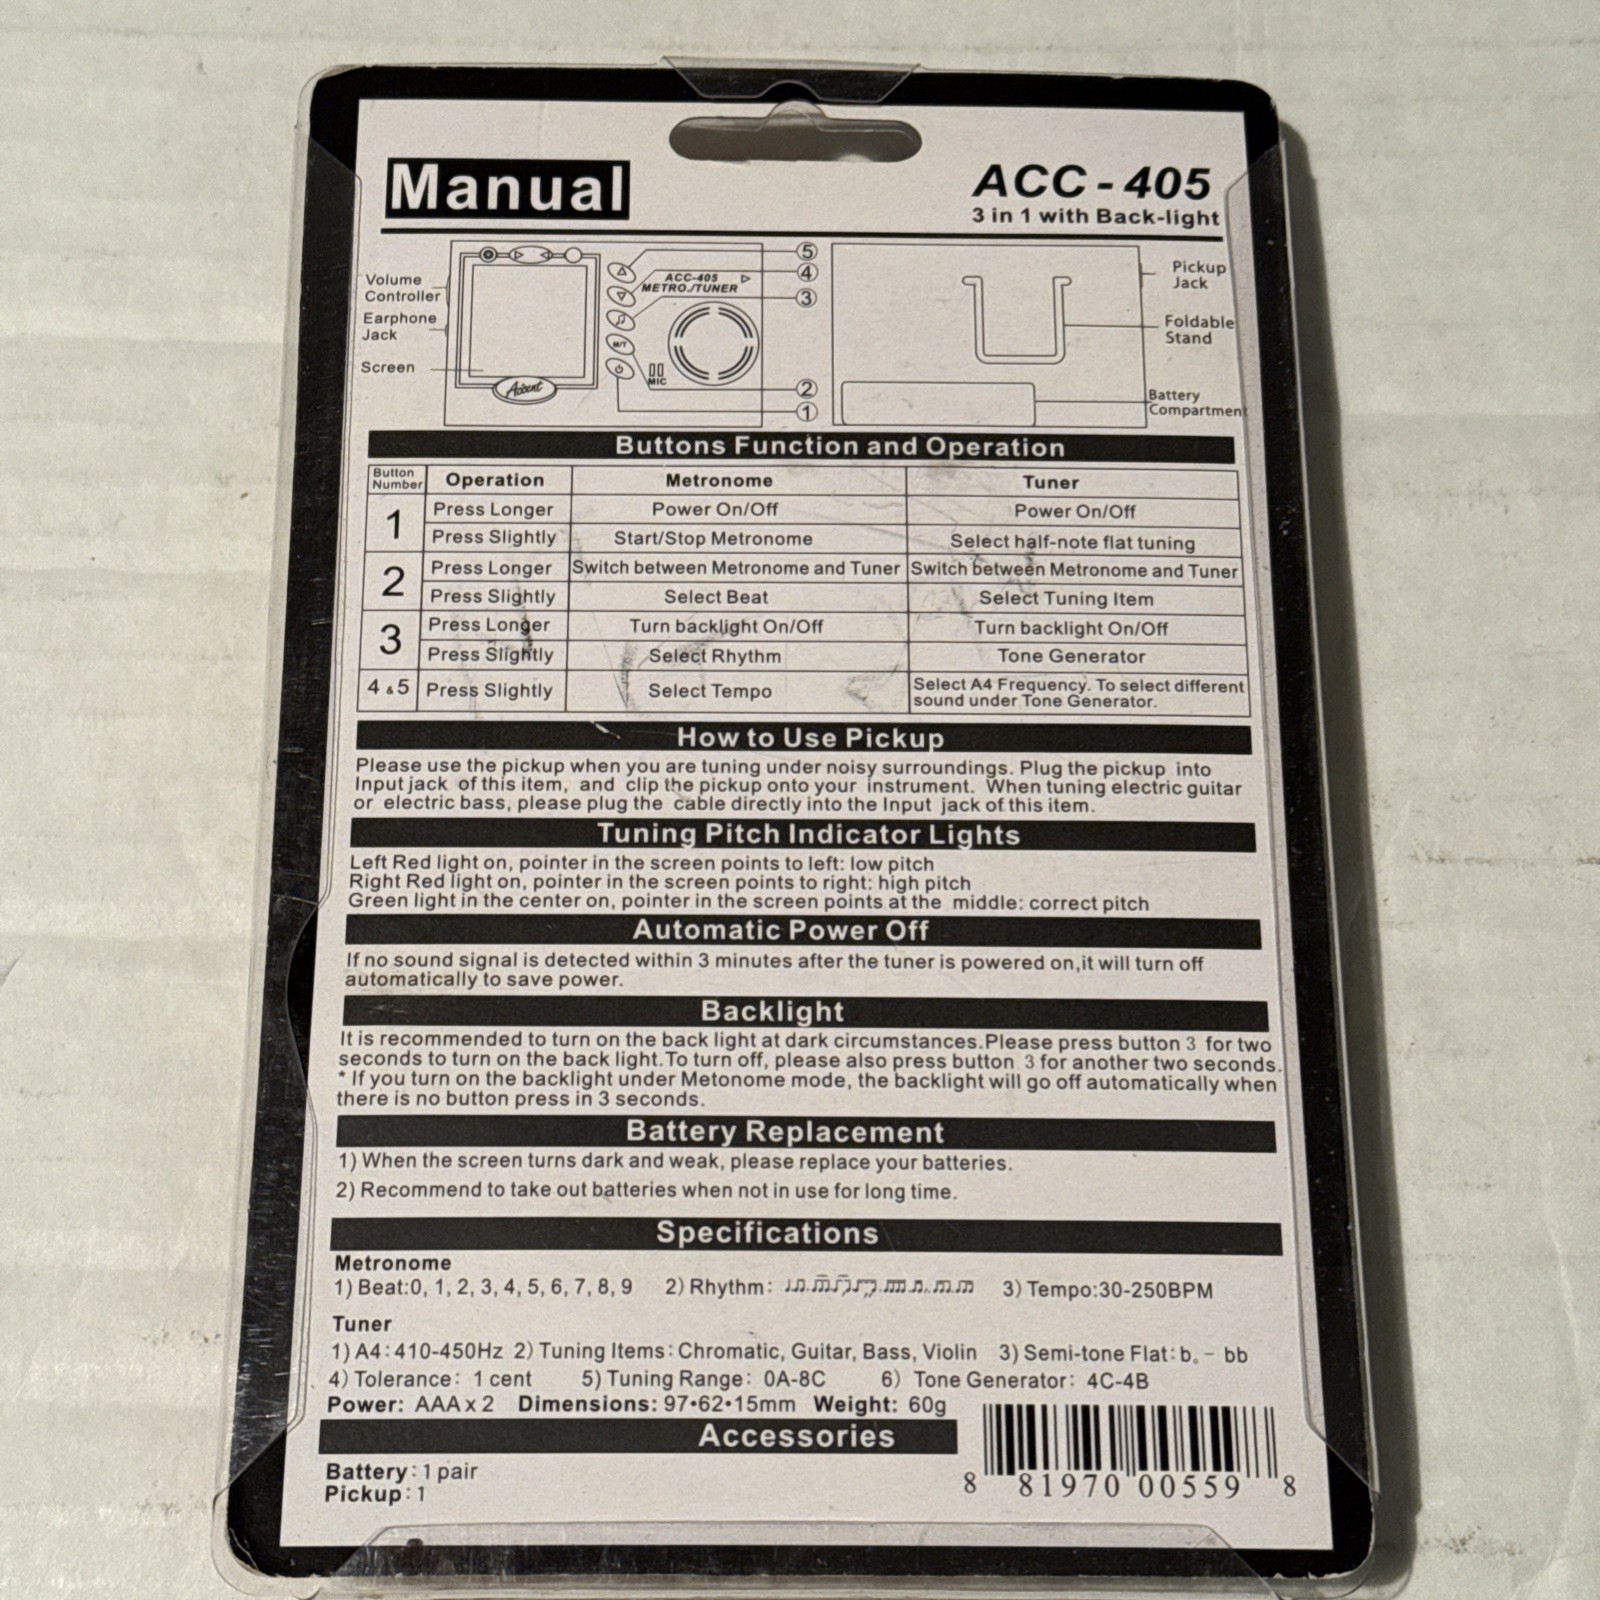 Manual
ACC - 405
3 in 1 with Back-light
Volume
Controller
Earphone
Jack
Screen
ACC-405
METRO./TUNER
M/T
MIC
Accent
5
4
3
2
1
Pickup
Jack
Foldable
Stand
Battery
Compartment
Buttons Function and Operation
Button Number Operation Metronome Tuner
1 Press Longer Power On/Off Power On/Off
Press Slightly Start/Stop Metronome Select half-note flat tuning
2 Press Longer Switch between Metronome and Tuner Switch between Metronome and Tuner
Press Slightly Select Beat Select Tuning Item
3 Press Longer Turn backlight On/Off Turn backlight On/Off
Press Slightly Select Rhythm Tone Generator
4 & 5 Press Slightly Select Tempo Select A4 Frequency. To select different
sound under Tone Generator.
How to Use Pickup
Please use the pickup when you are tuning under noisy surroundings. Plug the pickup into
Input jack of this item, and clip the pickup onto your instrument. When tuning electric guitar
or electric bass, please plug the cable directly into the Input jack of this item.
Tuning Pitch Indicator Lights
Left Red light on, pointer in the screen points to left: low pitch
Right Red light on, pointer in the screen points to right: high pitch
Green light in the center on, pointer in the screen points at the middle: correct pitch
Automatic Power Off
If no sound signal is detected within 3 minutes after the tuner is powered on,it will turn off
automatically to save power.
Backlight
It is recommended to turn on the back light at dark circumstances.Please press button 3 for two
seconds to turn on the back light.To turn off, please also press button 3 for another two seconds.
* If you turn on the backlight under Metonome mode, the backlight will go off automatically when
there is no button press in 3 seconds.
Battery Replacement
1) When the screen turns dark and weak, please replace your batteries.
2) Recommend to take out batteries when not in use for long time.
Specifications
Metronome
1) Beat:0, 1, 2, 3, 4, 5, 6, 7, 8, 9 2) Rhythm: 3) Tempo:30-250BPM
Tuner
1) A4:410-450Hz 2) Tuning Items: Chromatic, Guitar, Bass, Violin 3) Semi-tone Flat: b. - bb
4) Tolerance: 1 cent 5) Tuning Range: 0A-8C 6) Tone Generator: 4C-4B
Power: AAA x 2 Dimensions: 97•62•15mm Weight: 60g
Accessories
Battery: 1 pair
Pickup: 1
8 81970 00559 8